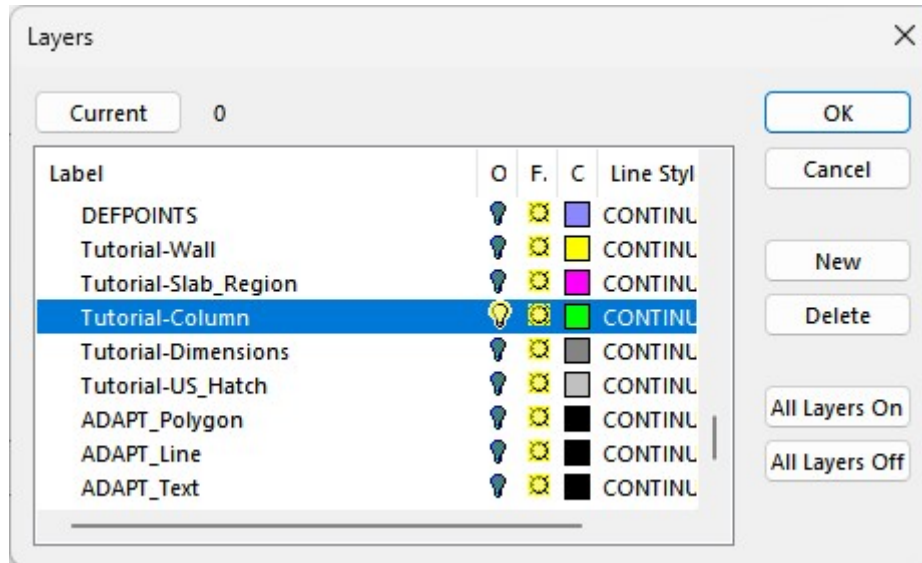 Layers
Current 0 OK
Label O F. C Line Styl Cancel
DEFPOINTS CONTINU
Tutorial-Wall CONTINU New
Tutorial-Slab_Region CONTINU
Tutorial-Column CONTINU Delete
Tutorial-Dimensions CONTINU
Tutorial-US_Hatch CONTINU All Layers On
ADAPT_Polygon CONTINU
ADAPT_Line CONTINU All Layers Off
ADAPT_Text CONTINU